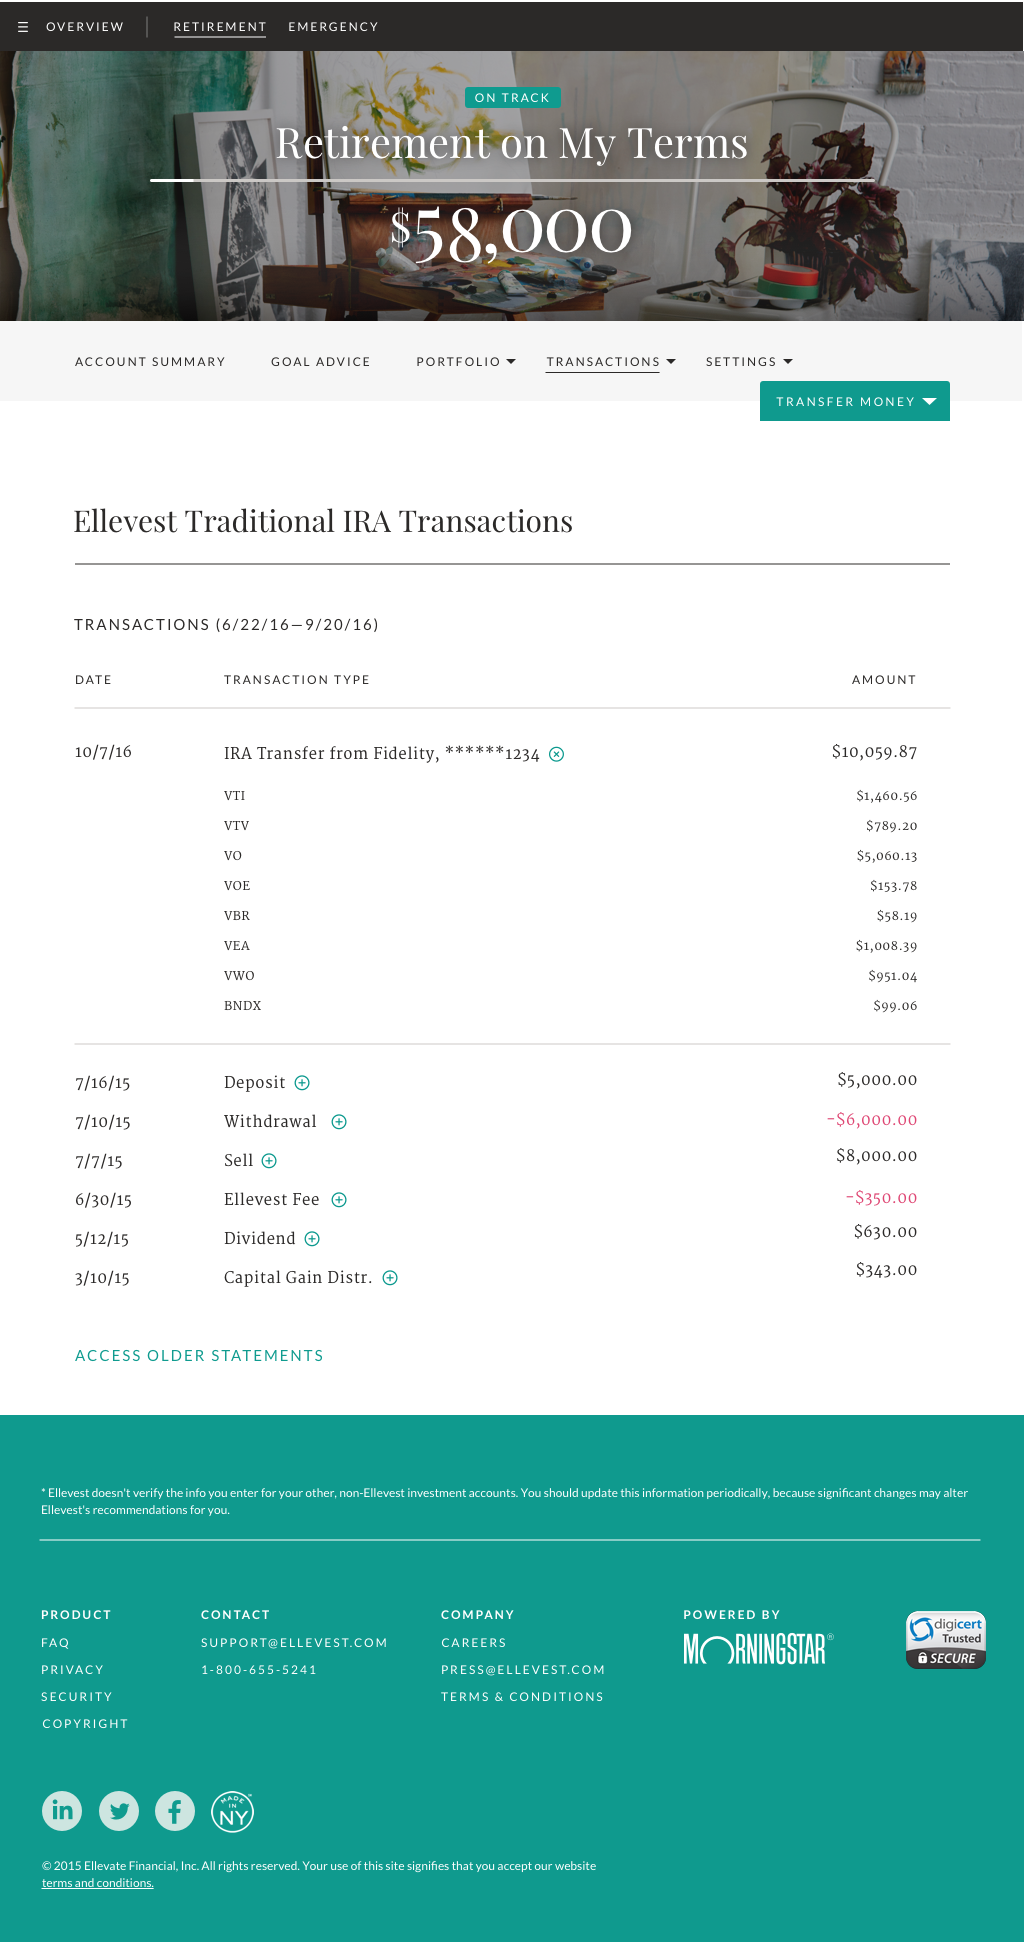 ☰ OVERVIEW | RETIREMENT EMERGENCY
ON TRACK
Retirement on My Terms
$58,000
ACCOUNT SUMMARY GOAL ADVICE PORTFOLIO TRANSACTIONS SETTINGS
TRANSFER MONEY
Ellevest Traditional IRA Transactions
TRANSACTIONS (6/22/16—9/20/16)
DATE TRANSACTION TYPE AMOUNT
10/7/16 IRA Transfer from Fidelity, ******1234 $10,059.87
VTI $1,460.56
VTV $789.20
VO $5,060.13
VOE $153.78
VBR $58.19
VEA $1,008.39
VWO $951.04
BNDX $99.06
7/16/15 Deposit $5,000.00
7/10/15 Withdrawal -$6,000.00
7/7/15 Sell $8,000.00
6/30/15 Ellevest Fee -$350.00
5/12/15 Dividend $630.00
3/10/15 Capital Gain Distr. $343.00
ACCESS OLDER STATEMENTS
* Ellevest doesn't verify the info you enter for your other, non-Ellevest investment accounts. You should update this information periodically, because significant changes may alter
Ellevest's recommendations for you.
PRODUCT
FAQ
PRIVACY
SECURITY
COPYRIGHT
CONTACT
SUPPORT@ELLEVEST.COM
1-800-655-5241
COMPANY
CAREERS
PRESS@ELLEVEST.COM
TERMS & CONDITIONS
POWERED BY
MORNINGSTAR®
digicert
Trusted
SECURE
in
f
MADE
IN
NY
© 2015 Ellevate Financial, Inc. All rights reserved. Your use of this site signifies that you accept our website
terms and conditions.